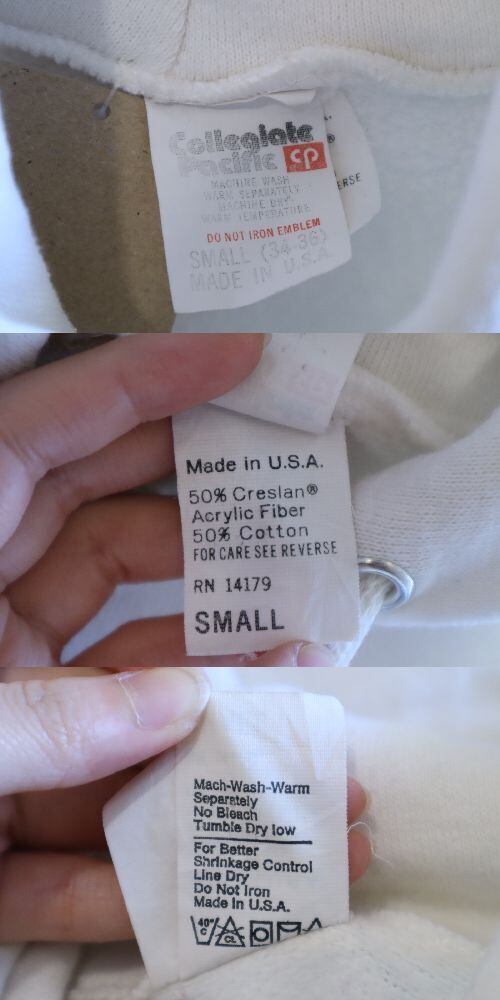 Collegiate
Pacific cp
MACHINE WASH
WARM SEPARATELY
MACHINE DRY
WARM TEMPERATURE
DO NOT IRON EMBLEM
SMALL (34-36)
MADE IN U.S.A.
®
ERSE
Made in U.S.A.
50% Creslan®
Acrylic Fiber
50% Cotton
FOR CARE SEE REVERSE
RN 14179
SMALL
Mach-Wash-Warm
Separately
No Bleach
Tumble Dry low
For Better
Shrinkage Control
Line Dry
Do Not Iron
Made in U.S.A.
40°
C CL